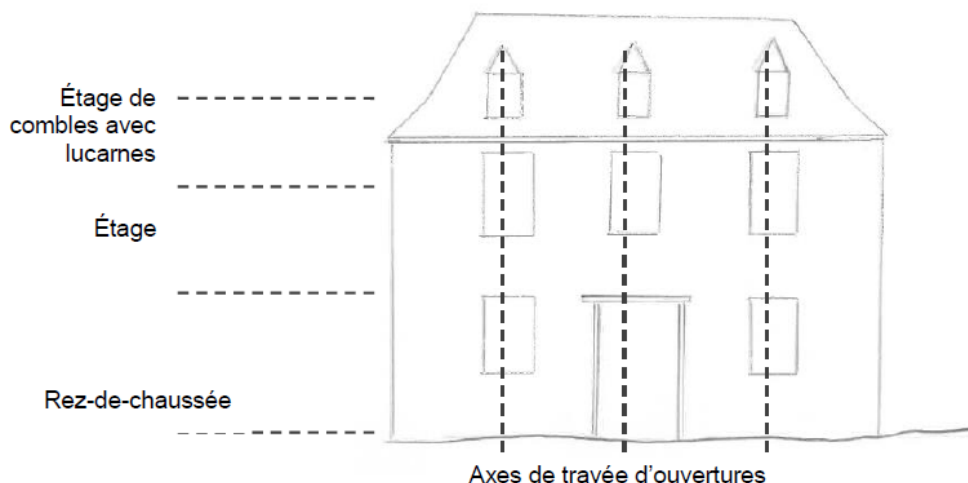 Étage de
combles avec
lucarnes
Étage
Rez-de-chaussée
Axes de travée d’ouvertures